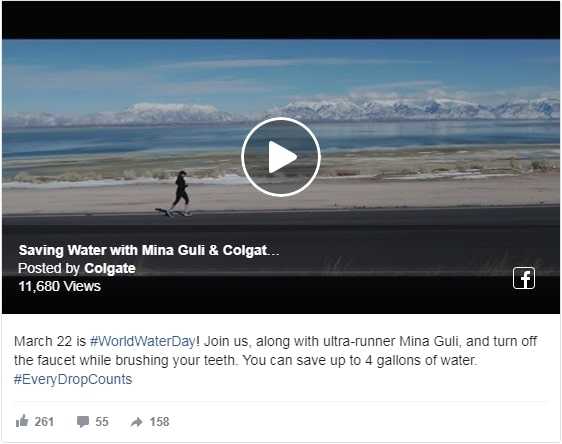 Saving Water with Mina Guli & Colgat…
Posted by Colgate
11,680 Views
March 22 is #WorldWaterDay! Join us, along with ultra-runner Mina Guli, and turn off
the faucet while brushing your teeth. You can save up to 4 gallons of water.
#EveryDropCounts
261 55 158